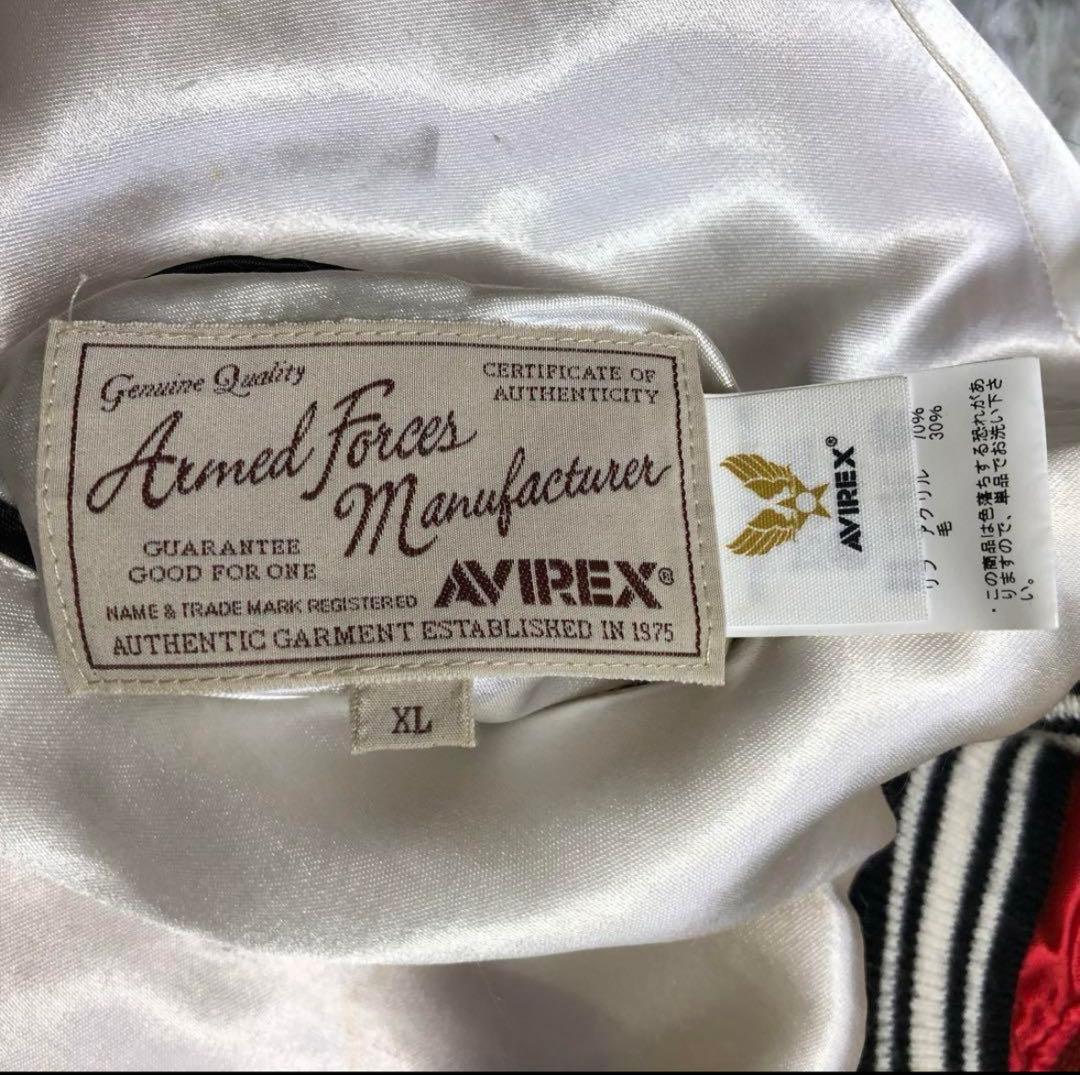 Genuine Quality
CERTIFICATE OF
AUTHENTICITY
Armed Forces
Manufacturer
GUARANTEE
GOOD FOR ONE
AVIREX®
NAME & TRADE MARK REGISTERED
AUTHENTIC GARMENT ESTABLISHED IN 1975
XL
AVIREX®
アクリル 70%
毛 30%
・この商品は色落ちする恐れがあ
りますので、単品でお洗い下さ
い。